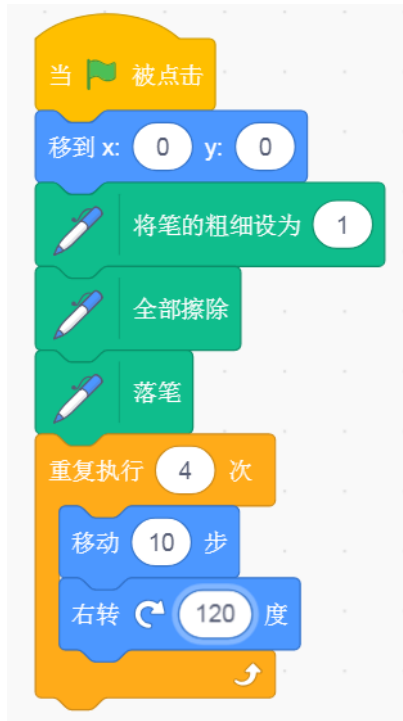 当 被点击
移到 x: 0 y: 0
将笔的粗细设为 1
全部擦除
落笔
重复执行 4 次
移动 10 步
右转 120 度